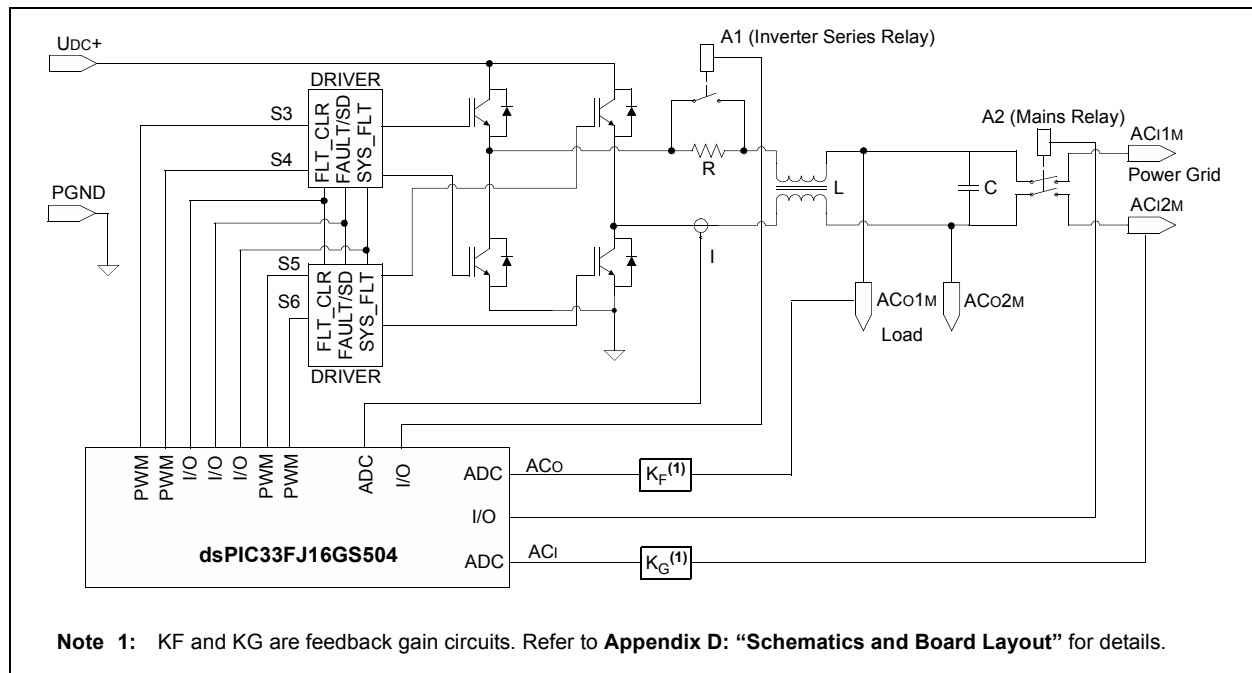 A1 (Inverter Series Relay)
UDC+
DRIVER
S3
FLT_CLR
FAULT/SD
SYS_FLT
S4
A2 (Mains Relay)
ACI1M
R
L
C
Power Grid
PGND
ACI2M
S5
I
S6
FLT_CLR
FAULT/SD
SYS_FLT
ACO1M
ACO2M
Load
DRIVER
PWM
PWM
I/O
I/O
I/O
PWM
PWM
ADC
I/O
ADC
ACO
KF(1)
I/O
dsPIC33FJ16GS504
ADC
ACI
KG(1)
Note 1: KF and KG are feedback gain circuits. Refer to Appendix D: “Schematics and Board Layout” for details.